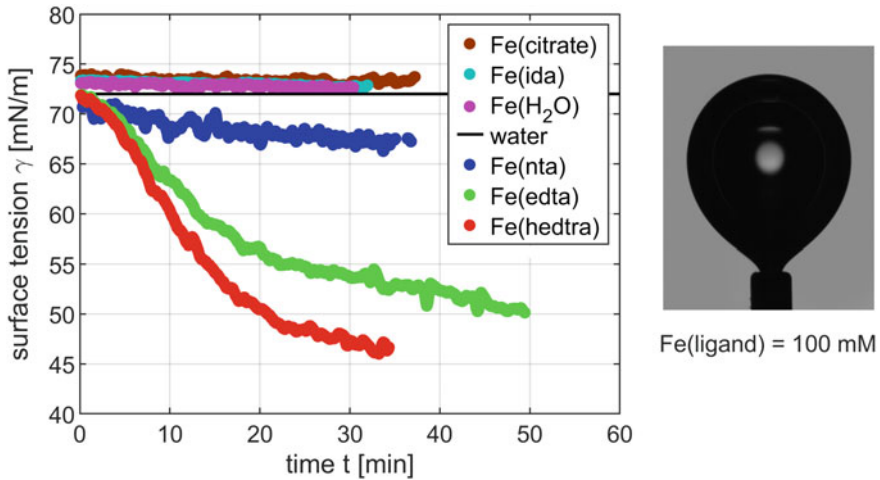 80
75
70
65
60
55
50
45
40
surface tension γ [mN/m]
Fe(citrate)
Fe(ida)
Fe(H₂O)
water
Fe(nta)
Fe(edta)
Fe(hedtra)
0 10 20 30 40 50 60
time t [min]
Fe(ligand) = 100 mM